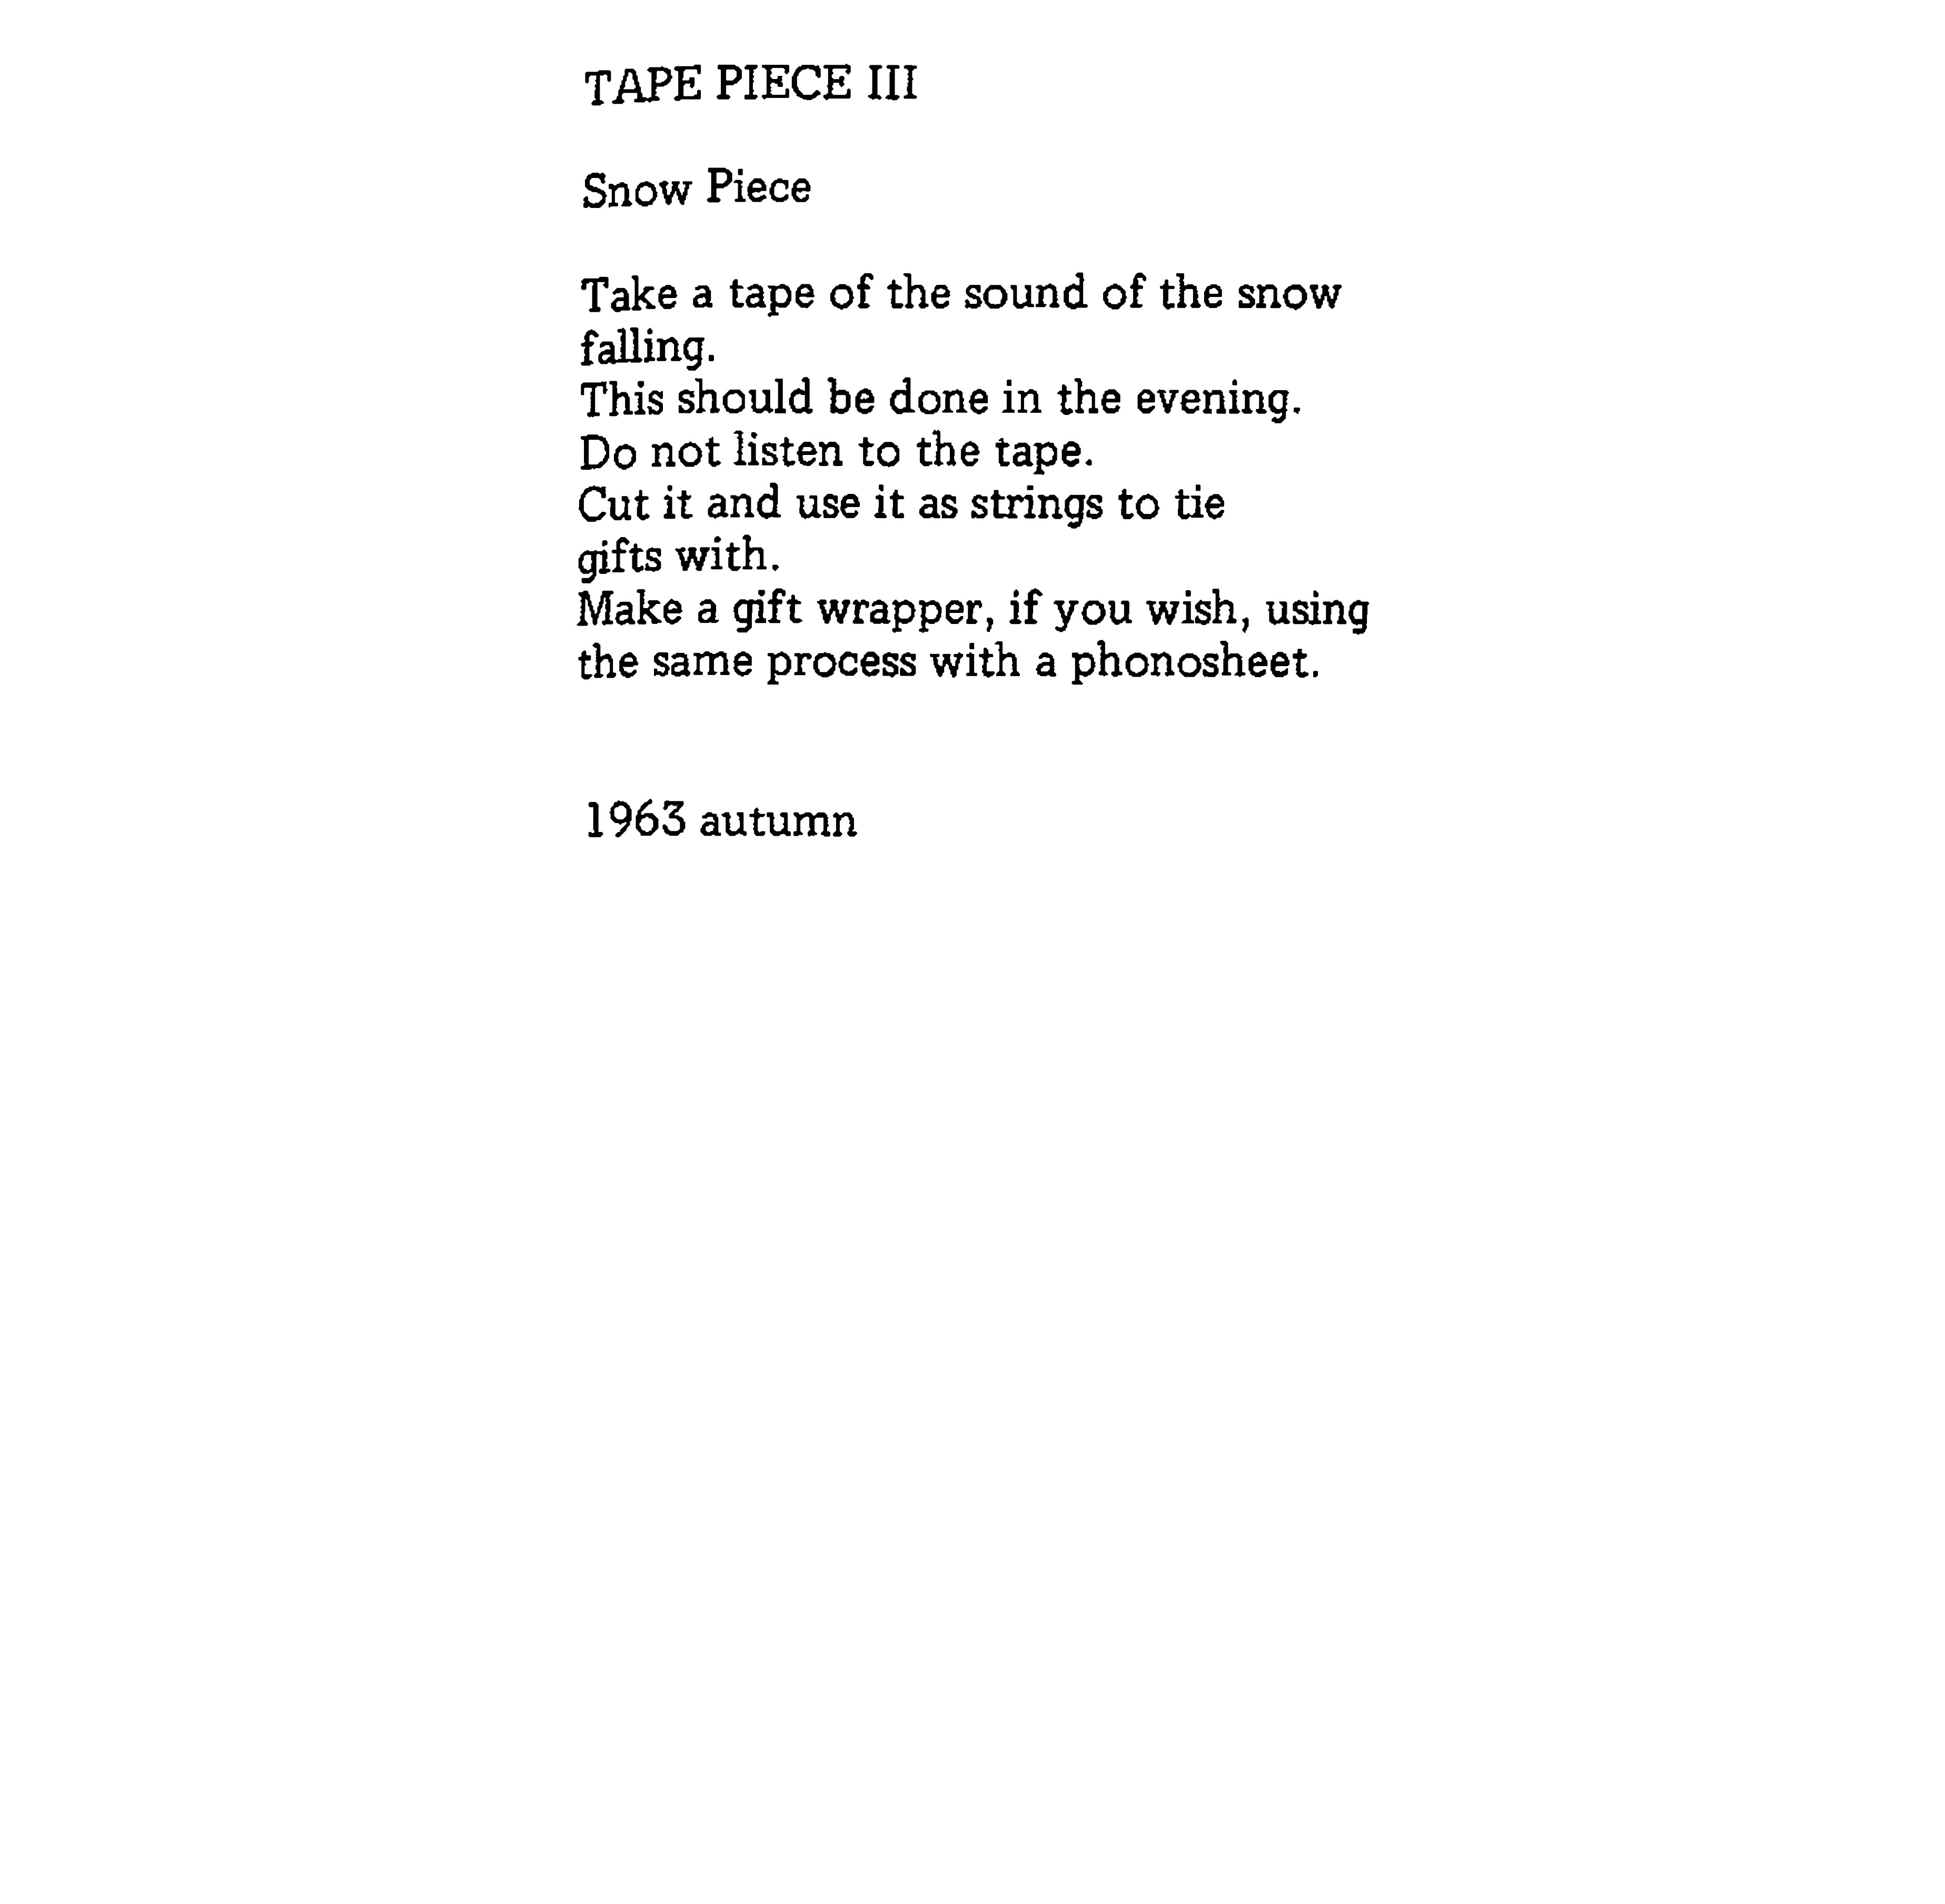 TAPE PIECE III
Snow Piece
Take a tape of the sound of the snow
falling.
This should be done in the evening.
Do not listen to the tape.
Cut it and use it as strings to tie
gifts with.
Make a gift wrapper, if you wish, using
the same process with a phonosheet.
1963 autumn